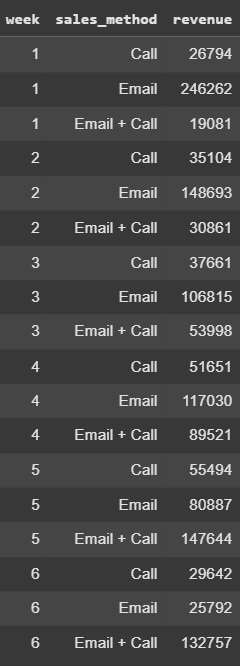 week sales_method revenue
1 Call 26794
1 Email 246262
1 Email + Call 19081
2 Call 35104
2 Email 148693
2 Email + Call 30861
3 Call 37661
3 Email 106815
3 Email + Call 53998
4 Call 51651
4 Email 117030
4 Email + Call 89521
5 Call 55494
5 Email 80887
5 Email + Call 147644
6 Call 29642
6 Email 25792
6 Email + Call 132757